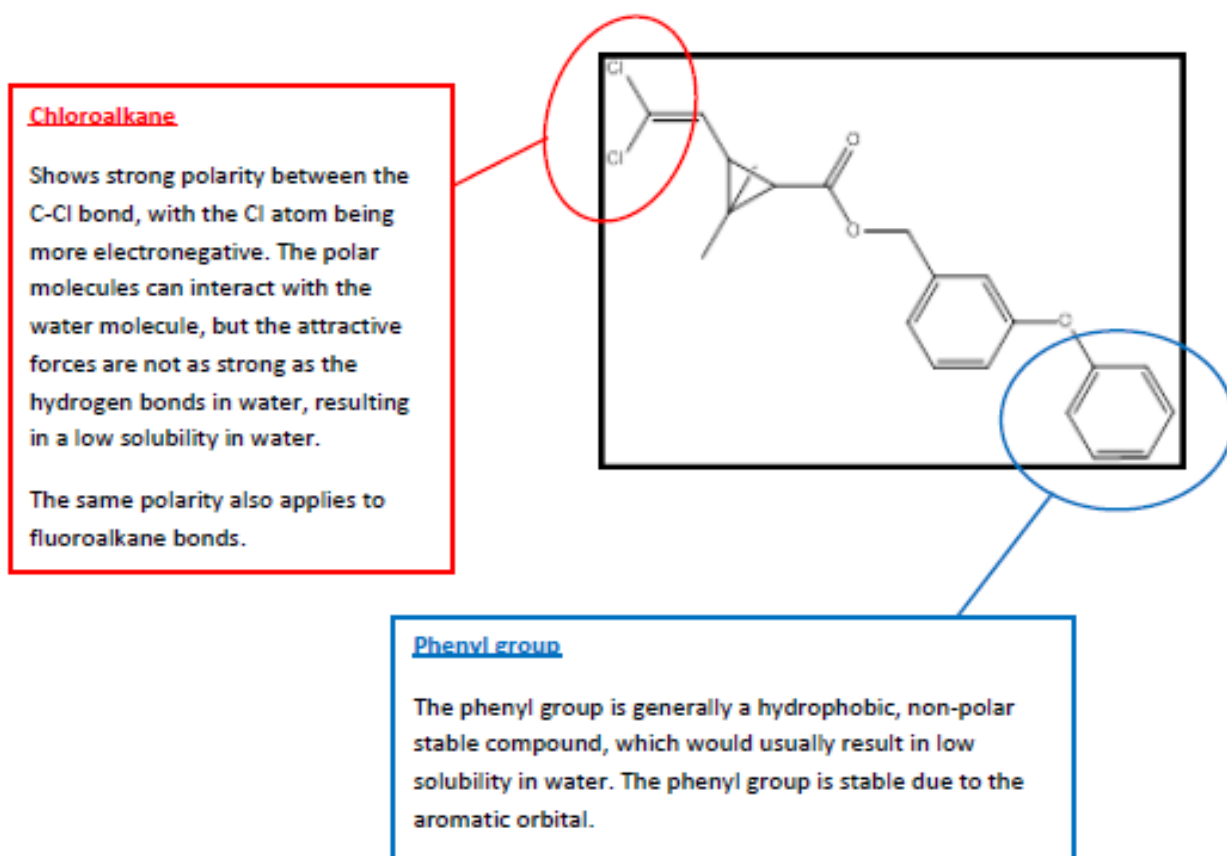 Chloroalkane
Shows strong polarity between the
C-Cl bond, with the Cl atom being
more electronegative. The polar
molecules can interact with the
water molecule, but the attractive
forces are not as strong as the
hydrogen bonds in water, resulting
in a low solubility in water.
The same polarity also applies to
fluoroalkane bonds.
Cl
Cl
O
O
O
Phenyl group
The phenyl group is generally a hydrophobic, non-polar
stable compound, which would usually result in low
solubility in water. The phenyl group is stable due to the
aromatic orbital.